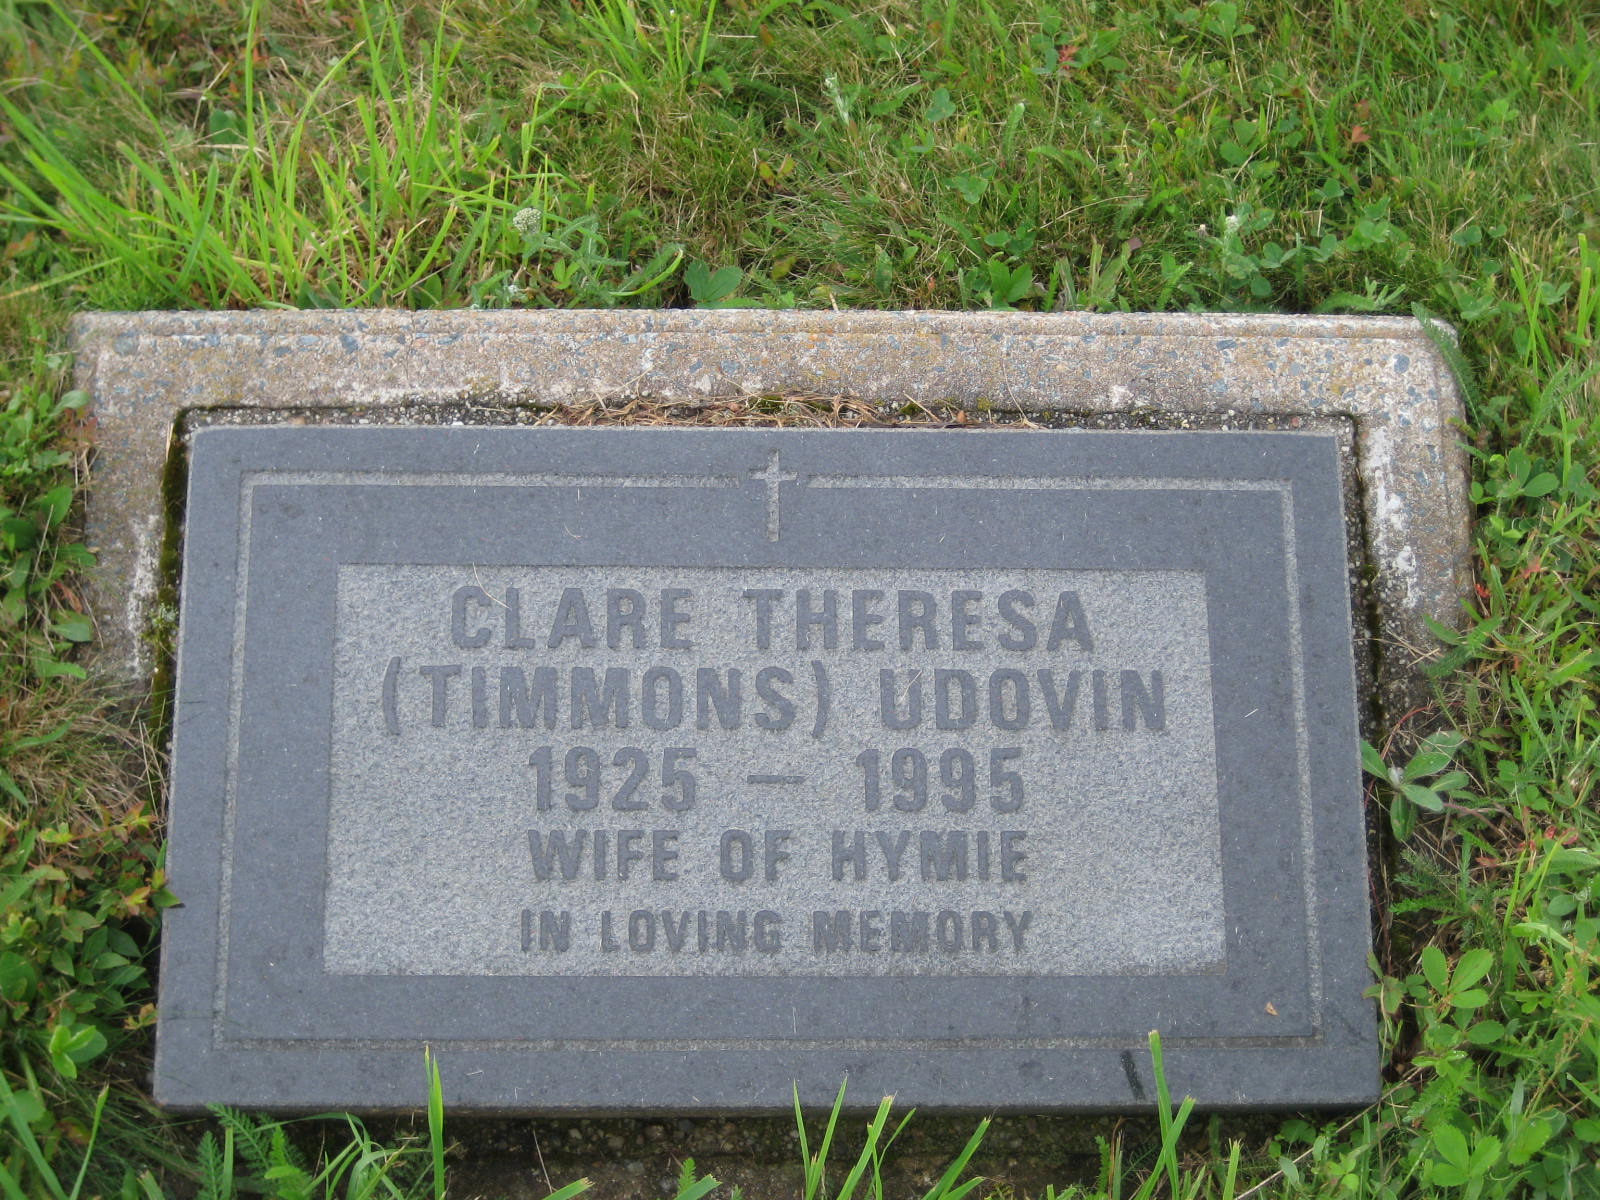 CLARE THERESA
(TIMMONS) UDOVIN
1925 — 1995
WIFE OF HYMIE
IN LOVING MEMORY